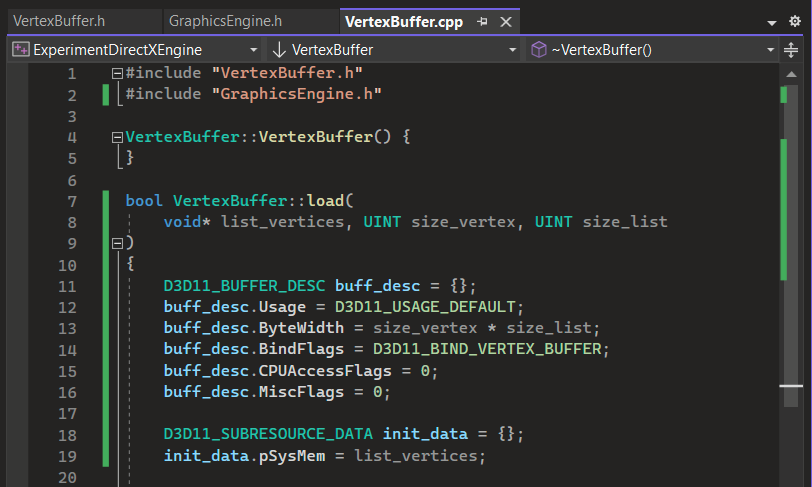 VertexBuffer.h GraphicsEngine.h VertexBuffer.cpp
ExperimentDirectXEngine VertexBuffer ~VertexBuffer()
1 #include "VertexBuffer.h"
2 #include "GraphicsEngine.h"
3
4 VertexBuffer::VertexBuffer() {
5 }
6
7 bool VertexBuffer::load(
8 void* list_vertices, UINT size_vertex, UINT size_list
9 )
10 {
11 D3D11_BUFFER_DESC buff_desc = {};
12 buff_desc.Usage = D3D11_USAGE_DEFAULT;
13 buff_desc.ByteWidth = size_vertex * size_list;
14 buff_desc.BindFlags = D3D11_BIND_VERTEX_BUFFER;
15 buff_desc.CPUAccessFlags = 0;
16 buff_desc.MiscFlags = 0;
17
18 D3D11_SUBRESOURCE_DATA init_data = {};
19 init_data.pSysMem = list_vertices;
20